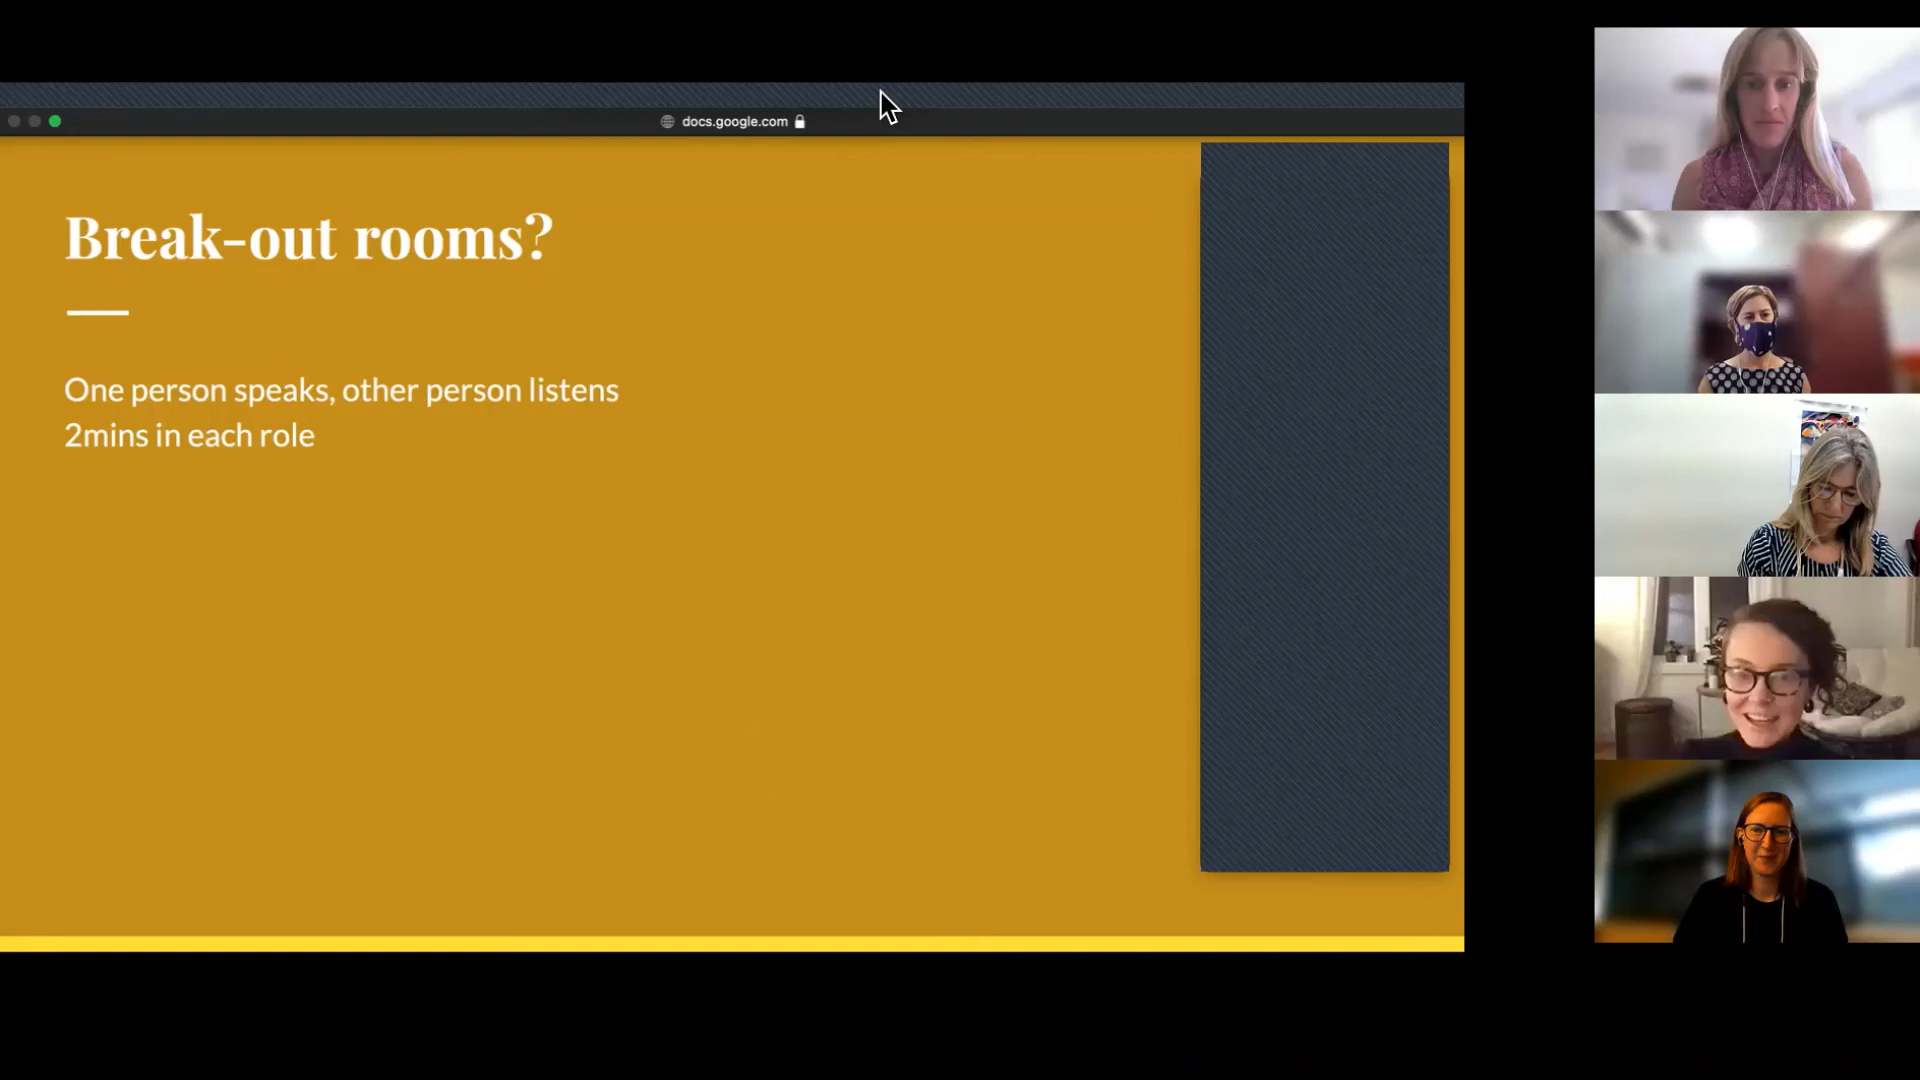 docs.google.com
Break-out rooms?
One person speaks, other person listens
2mins in each role